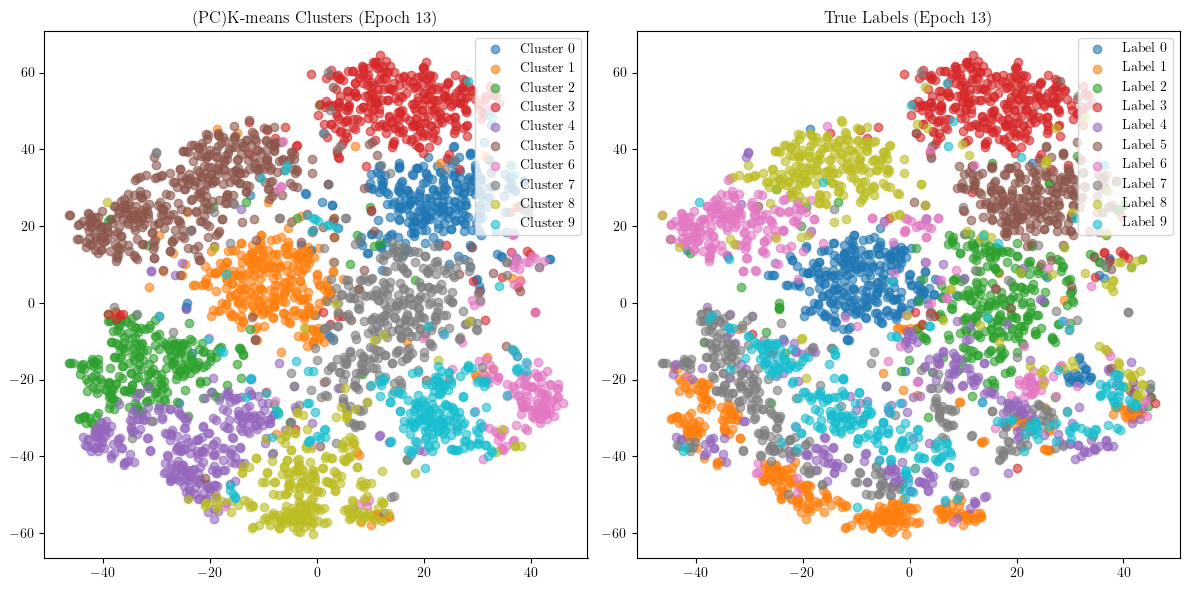 (PC)K-means Clusters (Epoch 13)
Cluster 0
Cluster 1
Cluster 2
Cluster 3
Cluster 4
Cluster 5
Cluster 6
Cluster 7
Cluster 8
Cluster 9
60
40
20
0
−20
−40
−60
−40
−20
0
20
40
True Labels (Epoch 13)
Label 0
Label 1
Label 2
Label 3
Label 4
Label 5
Label 6
Label 7
Label 8
Label 9
60
40
20
0
−20
−40
−60
−40
−20
0
20
40